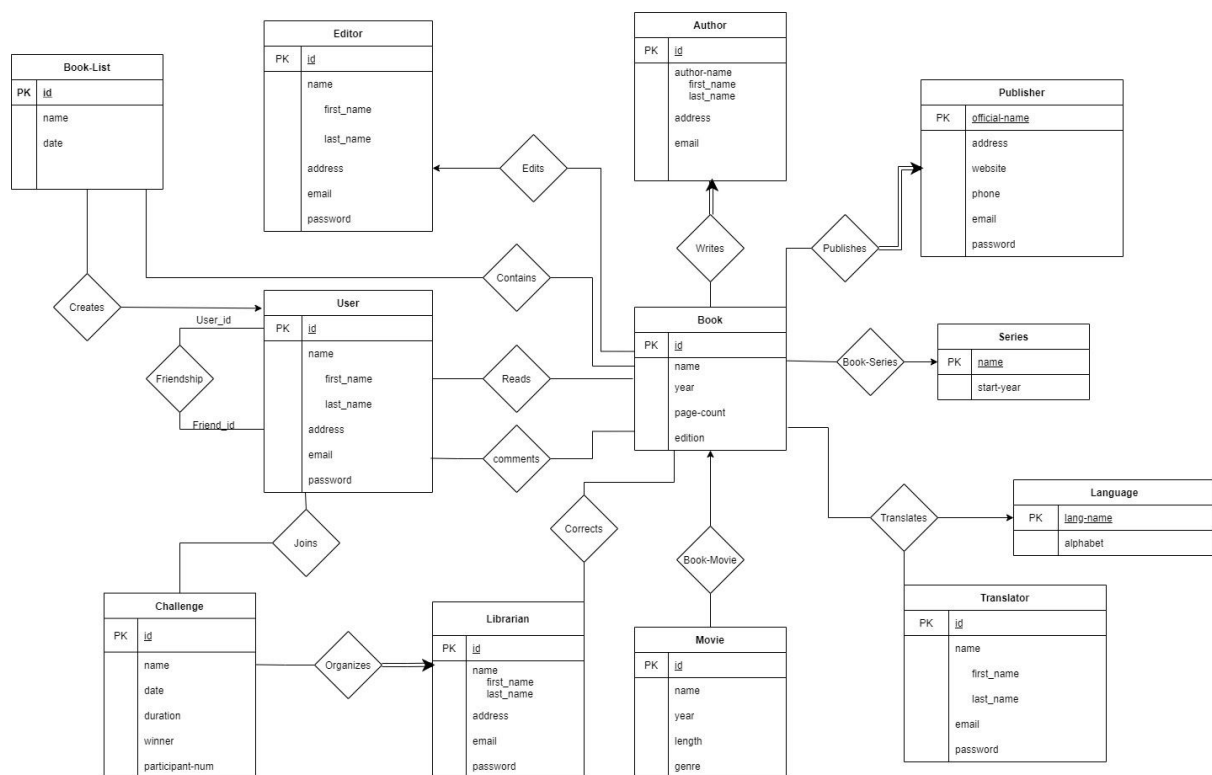 Book-List
PK id
name
date
Editor
PK id
name
first_name
last_name
address
email
password
Author
PK id
author-name
first_name
last_name
address
email
Publisher
PK official-name
address
website
phone
email
password
Edits
Writes
Publishes
Contains
Creates
User_id
Friendship
Friend_id
User
PK id
name
first_name
last_name
address
email
password
Reads
comments
Book
PK id
name
year
page-count
edition
Book-Series
Series
PK name
start-year
Translates
Language
PK lang-name
alphabet
Joins
Corrects
Book-Movie
Challenge
PK id
name
date
duration
winner
participant-num
Organizes
Librarian
PK id
name
first_name
last_name
address
email
password
Movie
PK id
name
year
length
genre
Translator
PK id
name
first_name
last_name
email
password